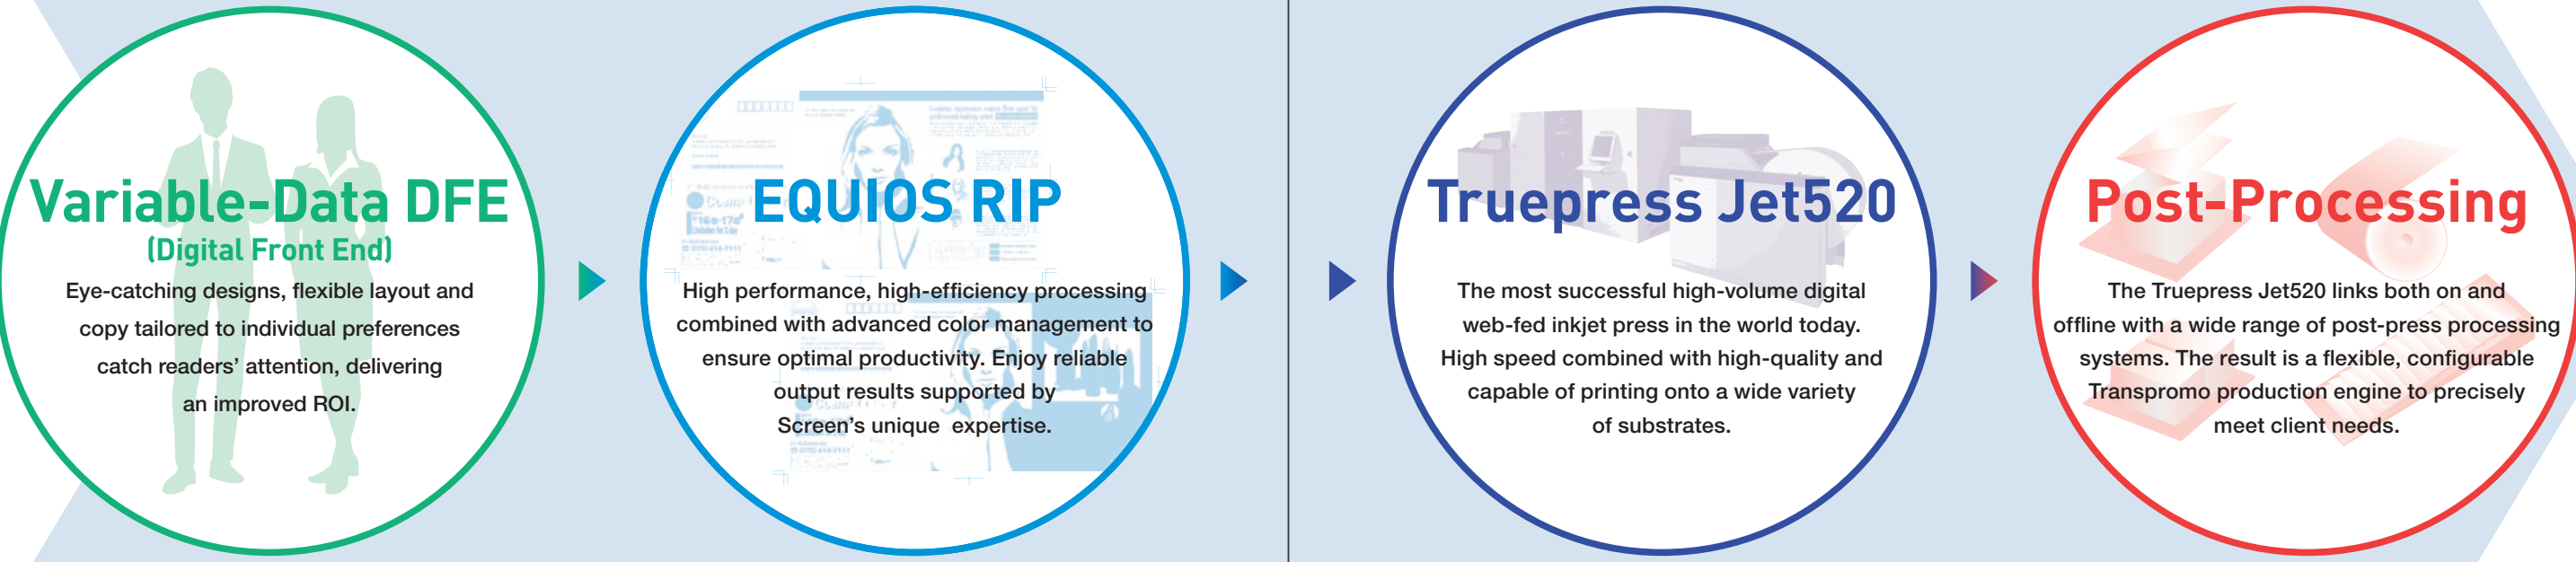 Variable-Data DFE
(Digital Front End)
Eye-catching designs, flexible layout and
copy tailored to individual preferences
catch readers' attention, delivering
an improved ROI.
EQUIOS RIP
High performance, high-efficiency processing
combined with advanced color management to
ensure optimal productivity. Enjoy reliable
output results supported by
Screen's unique expertise.
Truepress Jet520
The most successful high-volume digital
web-fed inkjet press in the world today.
High speed combined with high-quality and
capable of printing onto a wide variety
of substrates.
Post-Processing
The Truepress Jet520 links both on and
offline with a wide range of post-press processing
systems. The result is a flexible, configurable
Transpromo production engine to precisely
meet client needs.